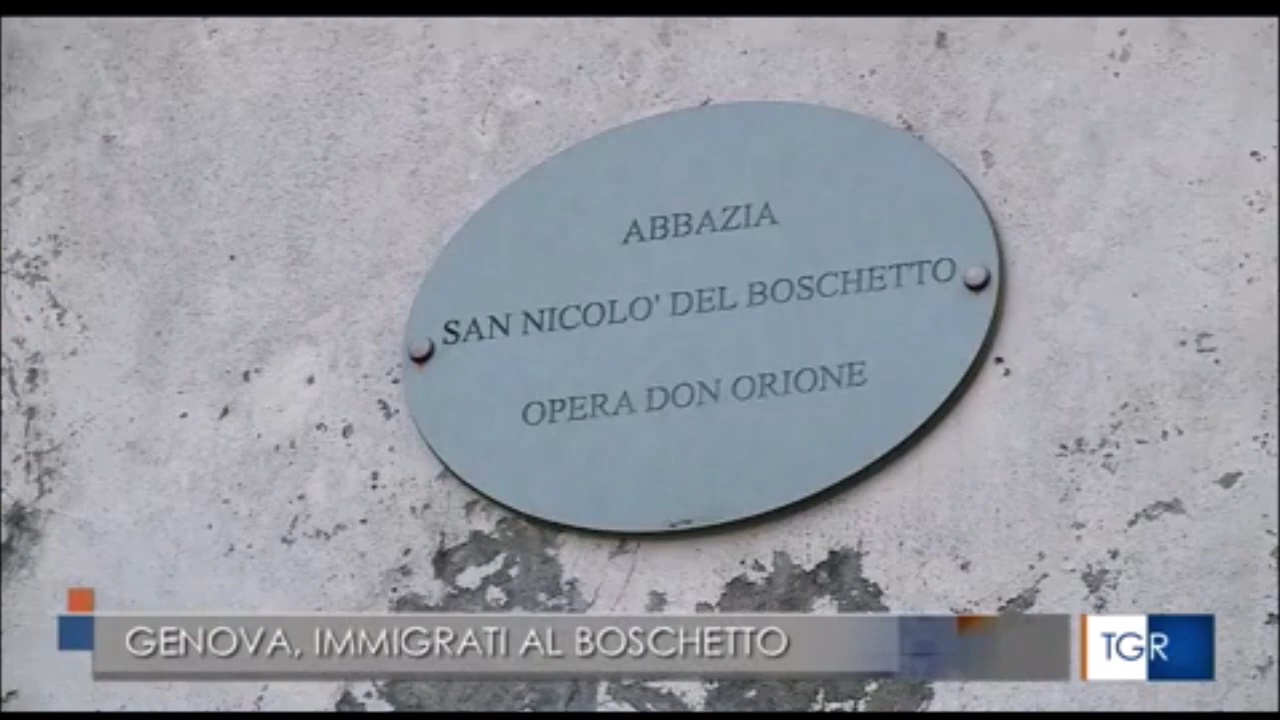 ABBAZIA
SAN NICOLO' DEL BOSCHETTO
OPERA DON ORIONE
GENOVA, IMMIGRATI AL BOSCHETTO
TGR